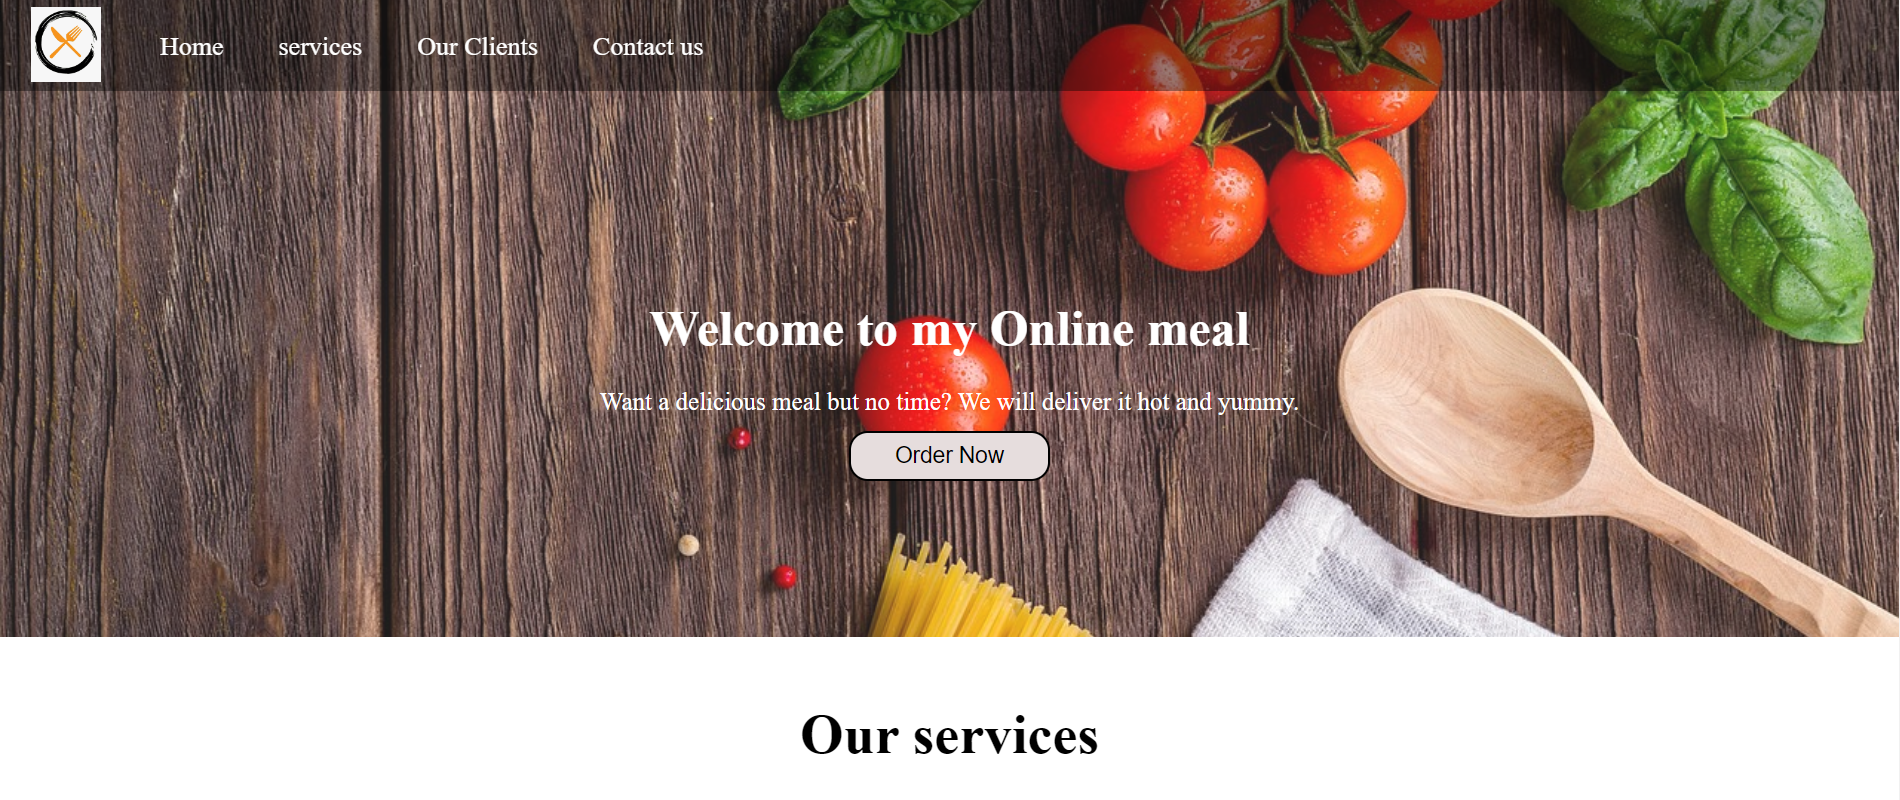 Home services Our Clients Contact us
Welcome to my Online meal
Want a delicious meal but no time? We will deliver it hot and yummy.
Order Now
Our services